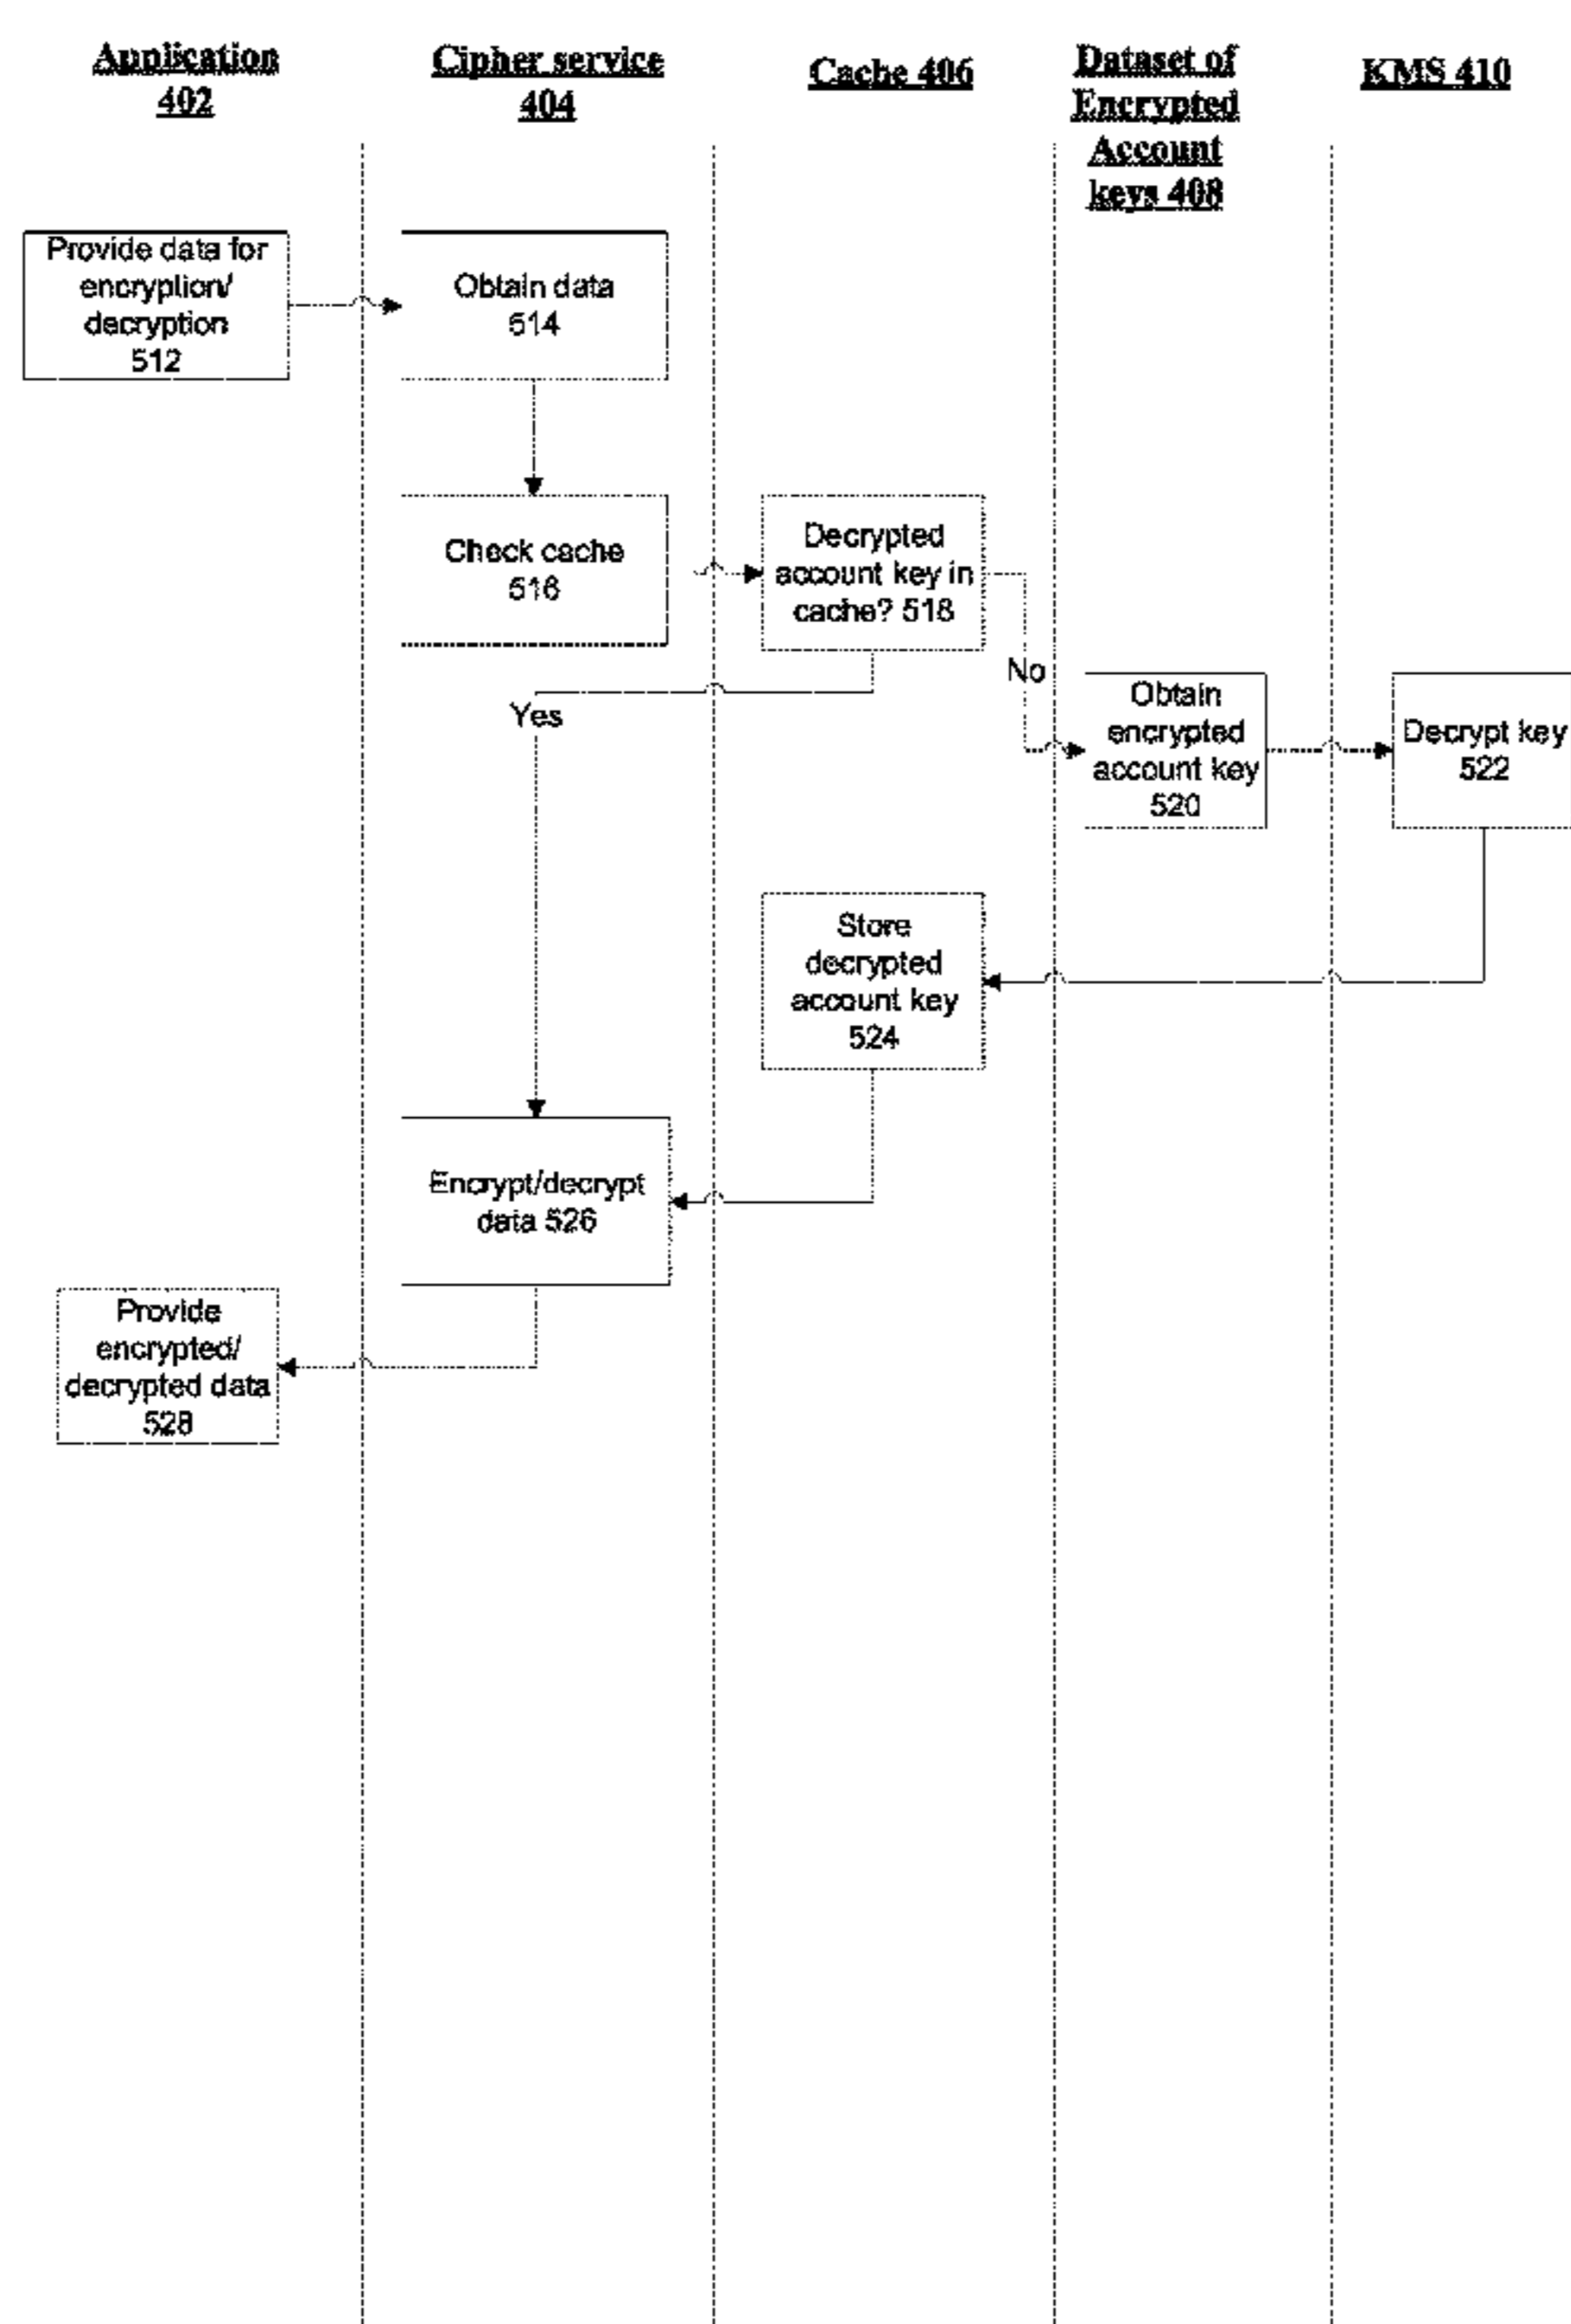 Application
402
Cipher service
404
Cache 406
Dataset of
Encrypted
Account
keys 408
KMS 410
Provide data for
encryption/
decryption
512
Obtain data
514
Check cache
516
Decrypted
account key in
cache? 518
No
Yes
Obtain
encrypted
account key
520
Decrypt key
522
Store
decrypted
account key
524
Encrypt/decrypt
data 526
Provide
encrypted/
decrypted data
528